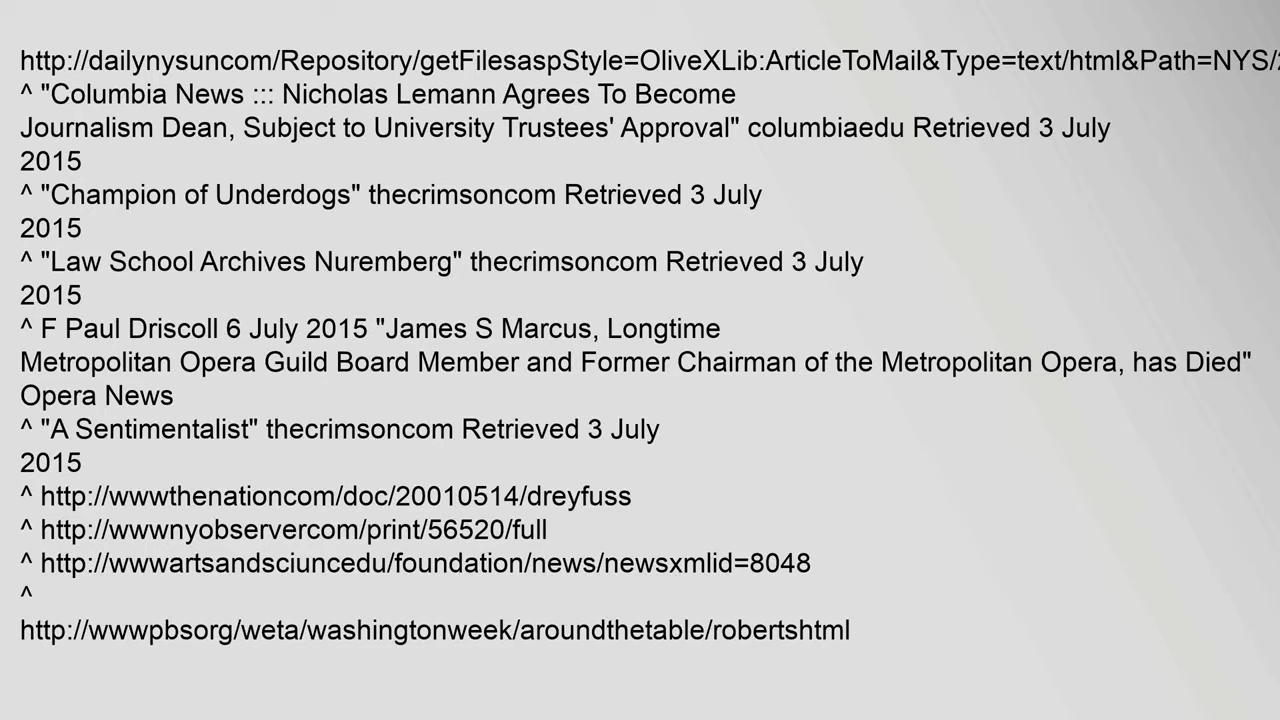 http://dailynysuncom/Repository/getFilesaspStyle=OliveXLib:ArticleToMail&Type=text/html&Path=NYS/
^ "Columbia News ::: Nicholas Lemann Agrees To Become
Journalism Dean, Subject to University Trustees' Approval" columbiaedu Retrieved 3 July
2015
^ "Champion of Underdogs" thecrimsoncom Retrieved 3 July
2015
^ "Law School Archives Nuremberg" thecrimsoncom Retrieved 3 July
2015
^ F Paul Driscoll 6 July 2015 "James S Marcus, Longtime
Metropolitan Opera Guild Board Member and Former Chairman of the Metropolitan Opera, has Died"
Opera News
^ "A Sentimentalist" thecrimsoncom Retrieved 3 July
2015
^ http://wwwthenationcom/doc/20010514/dreyfuss
^ http://wwwnyobservercom/print/56520/full
^ http://wwwartsandsciuncedu/foundation/news/newsxmlid=8048
^
http://wwwpbsorg/weta/washingtonweek/aroundthetable/robertshtml